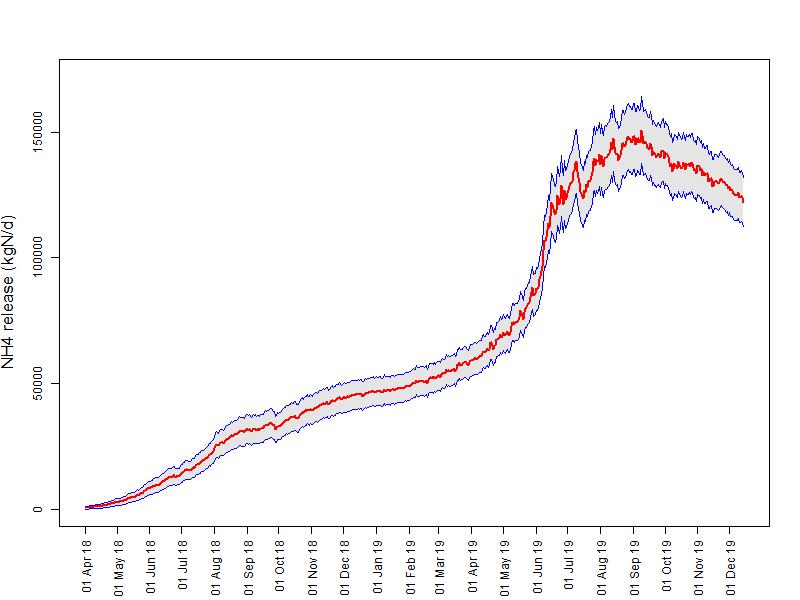 NH4 release (kgN/d)
150000
100000
50000
0
01 Apr 18
01 May 18
01 Jun 18
01 Jul 18
01 Aug 18
01 Sep 18
01 Oct 18
01 Nov 18
01 Dec 18
01 Jan 19
01 Feb 19
01 Mar 19
01 Apr 19
01 May 19
01 Jun 19
01 Jul 19
01 Aug 19
01 Sep 19
01 Oct 19
01 Nov 19
01 Dec 19